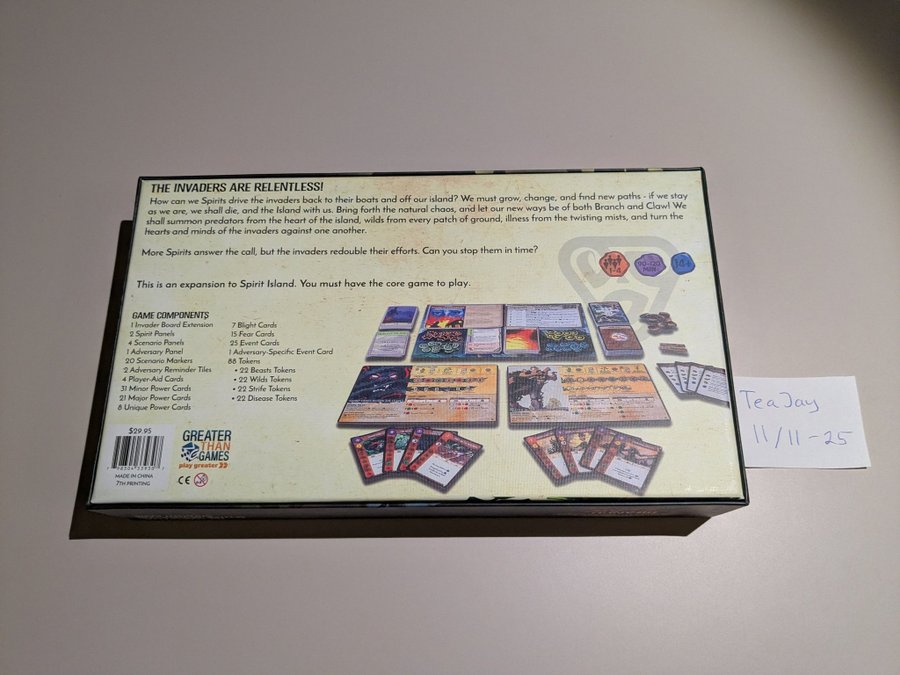 THE INVADERS ARE RELENTLESS!
How can we Spirits drive the invaders back to their boats and off our island? We must grow, change, and find new paths - if we stay
as we are, we shall die, and the Island with us. Bring forth the natural chaos, and let our new ways be of both Branch and Claw! We
shall summon predators from the heart of the island, wilds from every patch of ground, illness from the twisting mists, and turn the
hearts and minds of the invaders against one another.
More Spirits answer the call, but the invaders redouble their efforts. Can you stop them in time?
1-4
90-120
MIN
14+
This is an expansion to Spirit Island. You must have the core game to play.
GAME COMPONENTS
1 Invader Board Extension
2 Spirit Panels
4 Scenario Panels
1 Adversary Panel
20 Scenario Markers
2 Adversary Reminder Tiles
4 Player-Aid Cards
31 Minor Power Cards
21 Major Power Cards
8 Unique Power Cards
7 Blight Cards
15 Fear Cards
25 Event Cards
1 Adversary-Specific Event Card
88 Tokens
• 22 Beasts Tokens
• 22 Wilds Tokens
• 22 Strife Tokens
• 22 Disease Tokens
$29.95
MADE IN CHINA
7TH PRINTING
GREATER
THAN
GAMES
play greater
CE
TeaJay
11/11-25